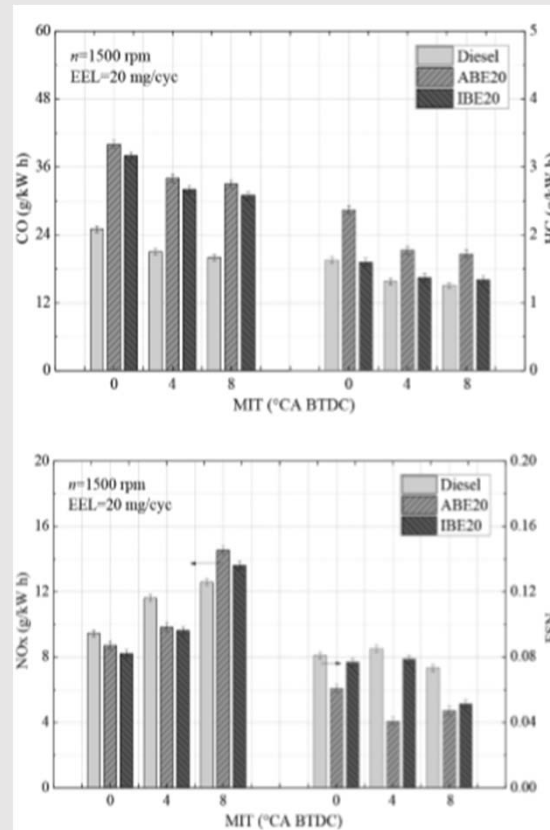 60
48
36
24
12
0
CO (g/kW h)
n=1500 rpm
EEL=20 mg/cyc
Diesel
ABE20
IBE20
5
4
3
2
1
0
0 4 8 0 4 8
MIT (°CA BTDC)
20
16
12
8
4
0
NOx (g/kW h)
n=1500 rpm
EEL=20 mg/cyc
Diesel
ABE20
IBE20
0.20
0.16
0.12
0.08
0.04
0.00
0 4 8 0 4 8
MIT (°CA BTDC)